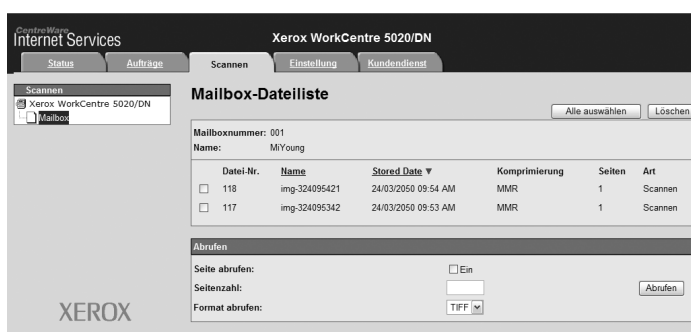 CentreWare
Internet Services
Xerox WorkCentre 5020/DN
Status
Aufträge
Scannen
Einstellung
Kundendienst
Scannen
Xerox WorkCentre 5020/DN
Mailbox
Mailbox-Dateiliste
Alle auswählen
Löschen
Mailboxnummer: 001
Name: MiYoung
Datei-Nr. Name Stored Date ▼ Komprimierung Seiten Art
118 img-324095421 24/03/2050 09:54 AM MMR 1 Scannen
117 img-324095342 24/03/2050 09:53 AM MMR 1 Scannen
Abrufen
Seite abrufen: Ein
Seitenzahl: Abrufen
Format abrufen: TIFF
XEROX